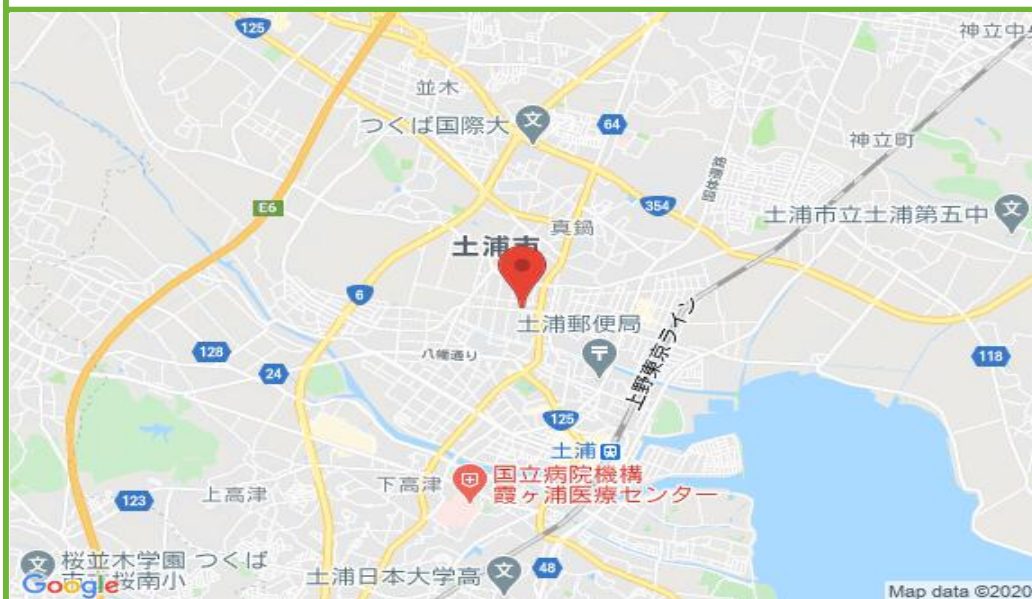 125
神立中央
並木
つくば国際大
64
神立町
国体道路
E6
354
土浦市立土浦第五中
真鍋
土浦市
6
土浦郵便局
上野東京ライン
128
八幡通り
118
24
125
土浦
国立病院機構
霞ヶ浦医療センター
下高津
上高津
123
桜並木学園 つくば
市立桜南小
土浦日本大学高
48
Google
Map data ©2020